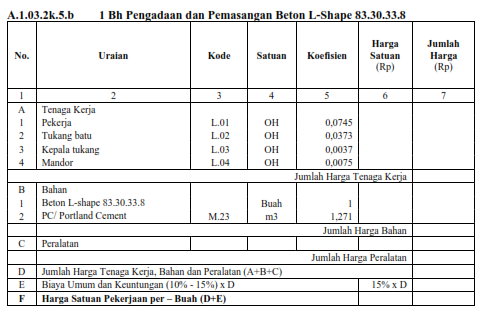 A.1.03.2k.5.b 1 Bh Pengadaan dan Pemasangan Beton L-Shape 83.30.33.8
No. Uraian Kode Satuan Koefisien Harga Satuan (Rp) Jumlah Harga (Rp)
1 2 3 4 5 6 7
A Tenaga Kerja
1 Pekerja L.01 OH 0,0745
2 Tukang batu L.02 OH 0,0373
3 Kepala tukang L.03 OH 0,0037
4 Mandor L.04 OH 0,0075
Jumlah Harga Tenaga Kerja
B Bahan
1 Beton L-shape 83.30.33.8 Buah 1
2 PC/ Portland Cement M.23 m3 1,271
Jumlah Harga Bahan
C Peralatan
Jumlah Harga Peralatan
D Jumlah Harga Tenaga Kerja, Bahan dan Peralatan (A+B+C)
E Biaya Umum dan Keuntungan (10% - 15%) x D 15% x D
F Harga Satuan Pekerjaan per – Buah (D+E)